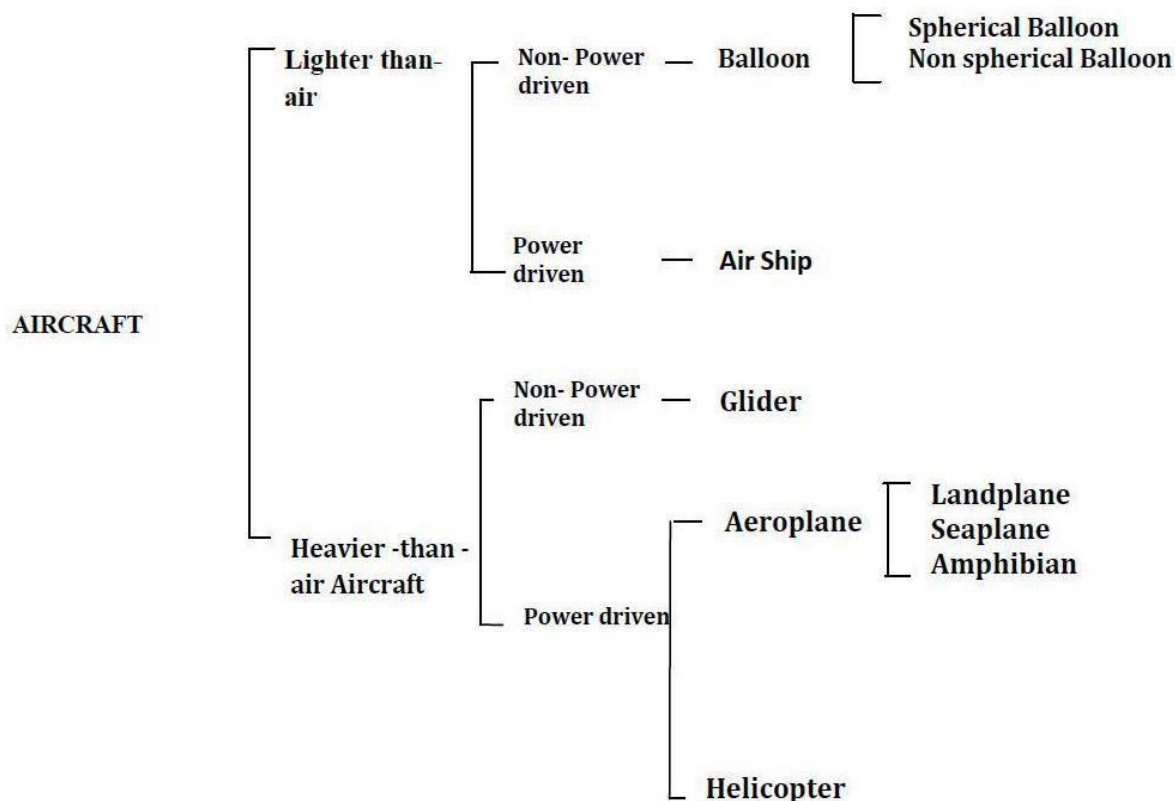 Spherical Balloon
Non spherical Balloon
Lighter than-
air
Non- Power
driven
Balloon
Power
driven
Air Ship
AIRCRAFT
Non- Power
driven
Glider
Heavier -than -
air Aircraft
Aeroplane
Landplane
Seaplane
Amphibian
Power driven
Helicopter